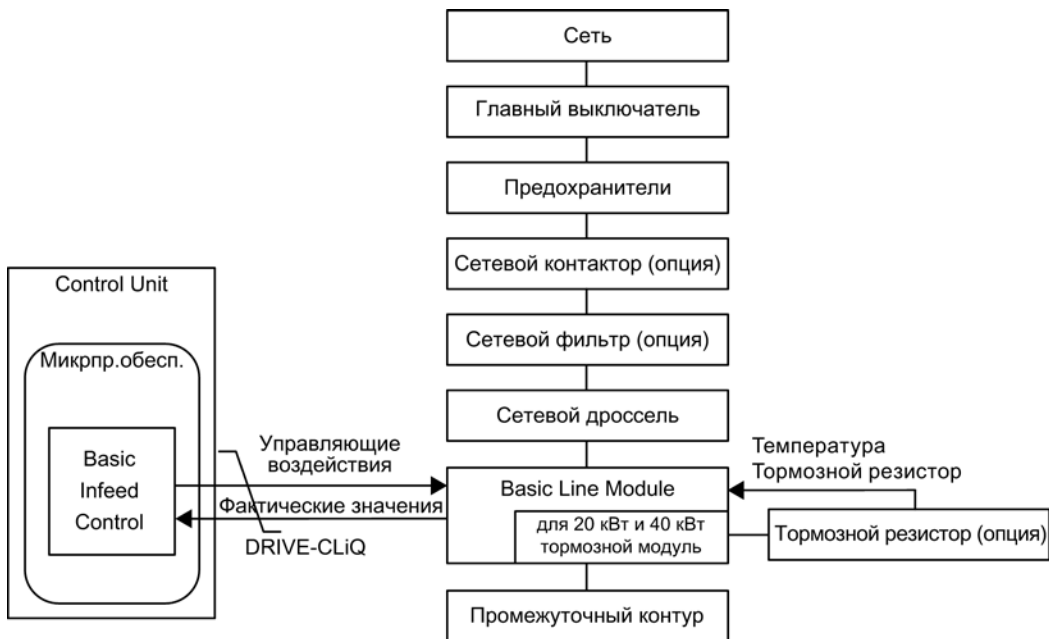 Сеть
Главный выключатель
Предохранители
Сетевой контактор (опция)
Сетевой фильтр (опция)
Сетевой дроссель
Control Unit
Микрпр.обесп.
Basic
Infeed
Control
Управляющие
воздействия
Фактические значения
DRIVE-CLiQ
Basic Line Module
для 20 кВт и 40 кВт
тормозной модуль
Температура
Тормозной резистор
Тормозной резистор (опция)
Промежуточный контур